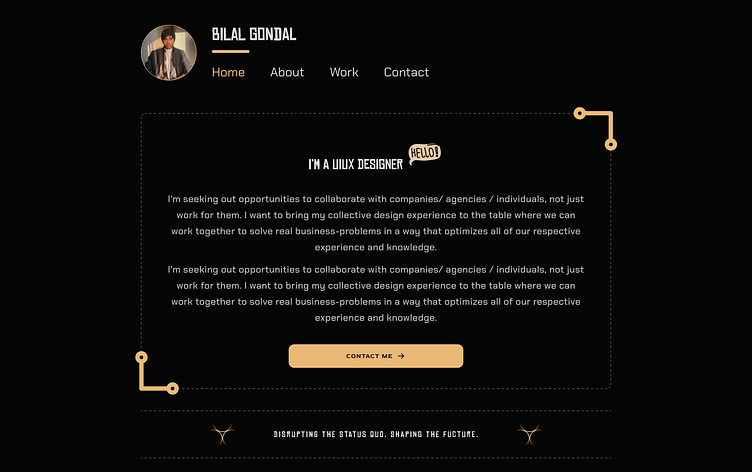 BILAL GONDAL
Home About Work Contact
HELLO!
I'M A UIUX DESIGNER
I'm seeking out opportunities to collaborate with companies/ agencies / individuals, not just
work for them. I want to bring my collective design experience to the table where we can
work together to solve real business-problems in a way that optimizes all of our respective
experience and knowledge.
I'm seeking out opportunities to collaborate with companies/ agencies / individuals, not just
work for them. I want to bring my collective design experience to the table where we can
work together to solve real business-problems in a way that optimizes all of our respective
experience and knowledge.
CONTACT ME →
DISRUPTING THE STATUS QUO, SHAPING THE FUCTURE.